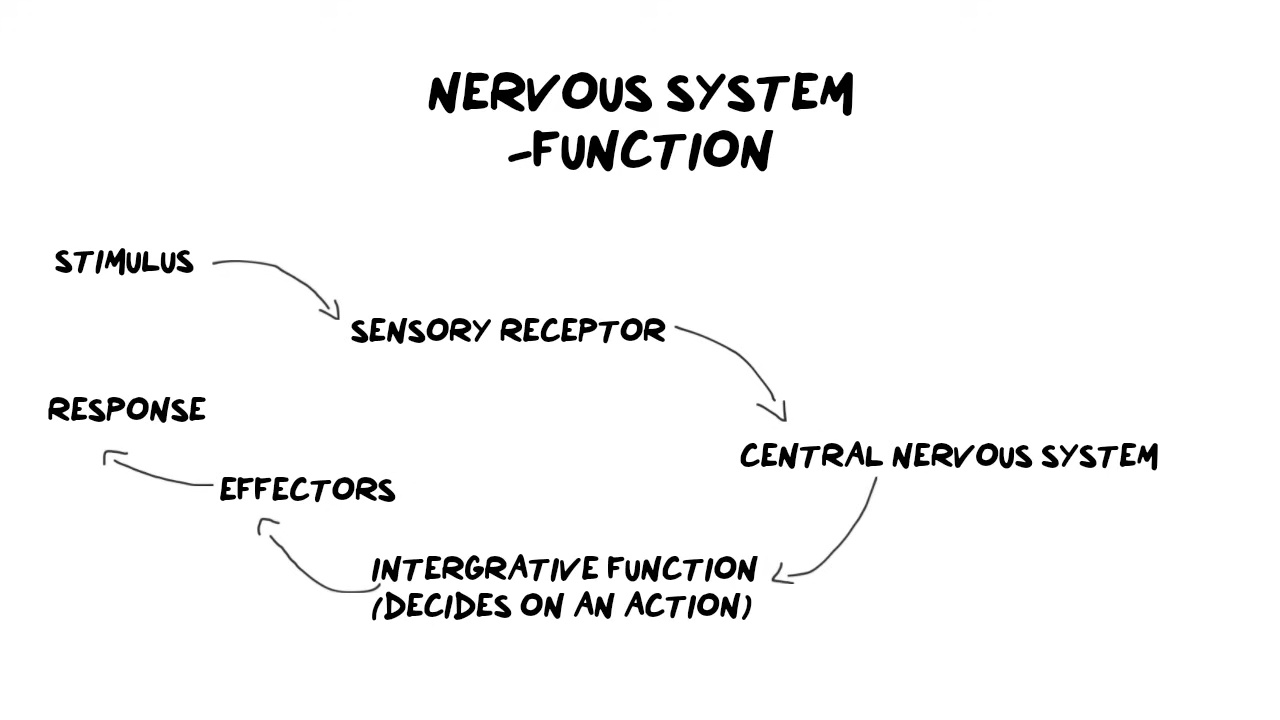 NERVOUS SYSTEM
-FUNCTION
STIMULUS
SENSORY RECEPTOR
CENTRAL NERVOUS SYSTEM
INTERGRATIVE FUNCTION
(DECIDES ON AN ACTION)
EFFECTORS
RESPONSE